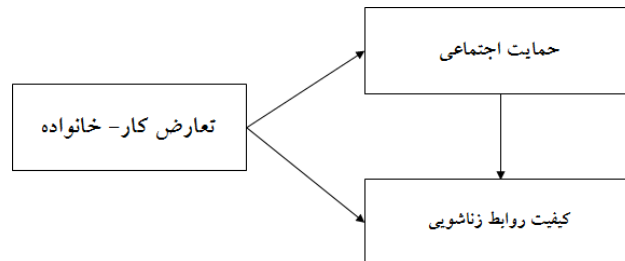 حمایت اجتماعی
تعارض کار- خانواده
کیفیت روابط زناشویی